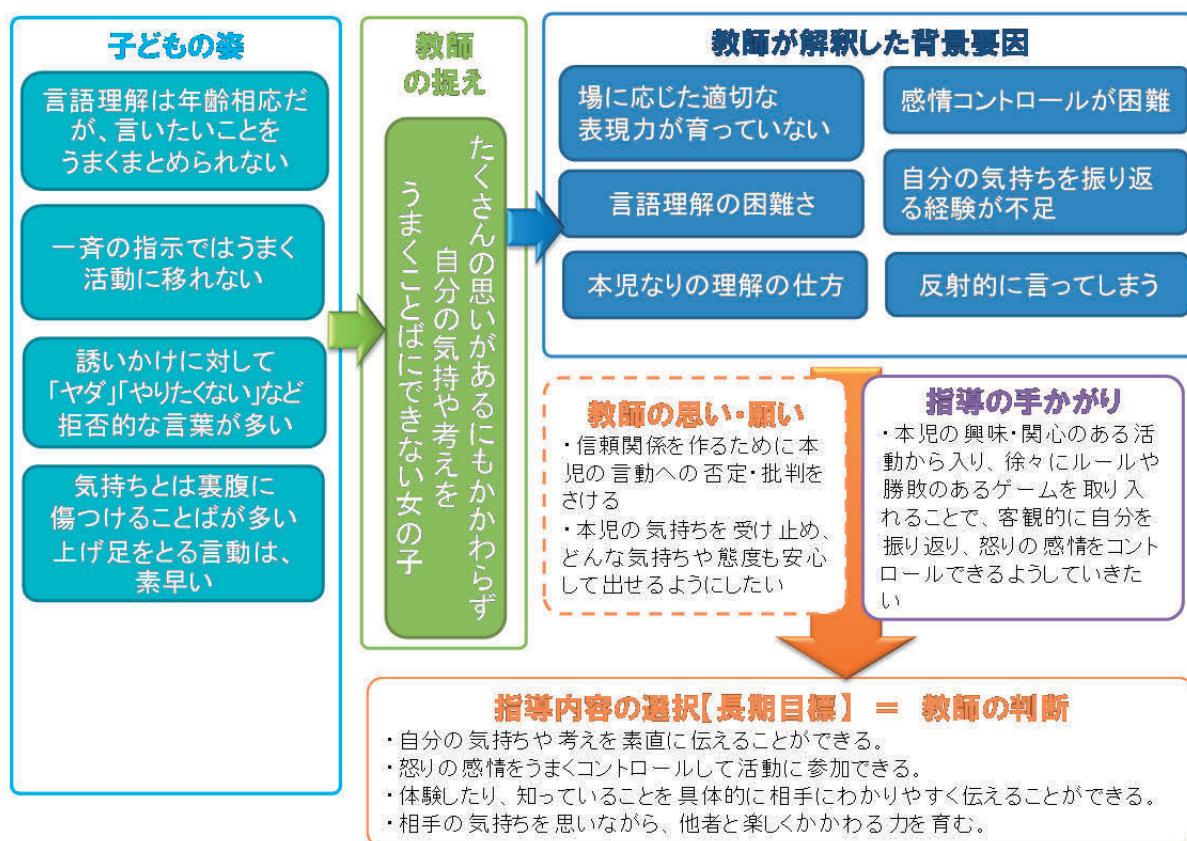 子どもの姿
言語理解は年齢相応だ
が、言いたいことを
うまくまとめられない
一斉の指示ではうまく
活動に移れない
誘いかけに対して
「ヤダ」「やりたくない」など
拒否的な言葉が多い
気持ちとは裏腹に
傷つけることばが多い
上げ足をとる言動は、
素早い
教師
の捉え
たくさんの思いがあるにもかかわらず
自分の気持や考えを
うまくことばにできない女の子
教師が解釈した背景要因
場に応じた適切な
表現力が育っていない
言語理解の困難さ
本児なりの理解の仕方
感情コントロールが困難
自分の気持ちを振り返
る経験が不足
反射的に言ってしまう
教師の思い・願い
・信頼関係を作るために本
児の言動への否定・批判を
さける
・本児の気持ちを受け止め、
どんな気持ちや態度も安心
して出せるようにしたい
指導の手かがり
・本児の興味・関心のある活
動から入り、徐々にルールや
勝敗のあるゲームを取り入
れることで、客観的に自分を
振り返り、怒りの感情をコント
ロールできるようしていきた
い
指導内容の選択【長期目標】 ＝ 教師の判断
・自分の気持ちや考えを素直に伝えることができる。
・怒りの感情をうまくコントロールして活動に参加できる。
・体験したり、知っていることを具体的に相手にわかりやすく伝えることができる。
・相手の気持ちを思いながら、他者と楽しくかかわる力を育む。